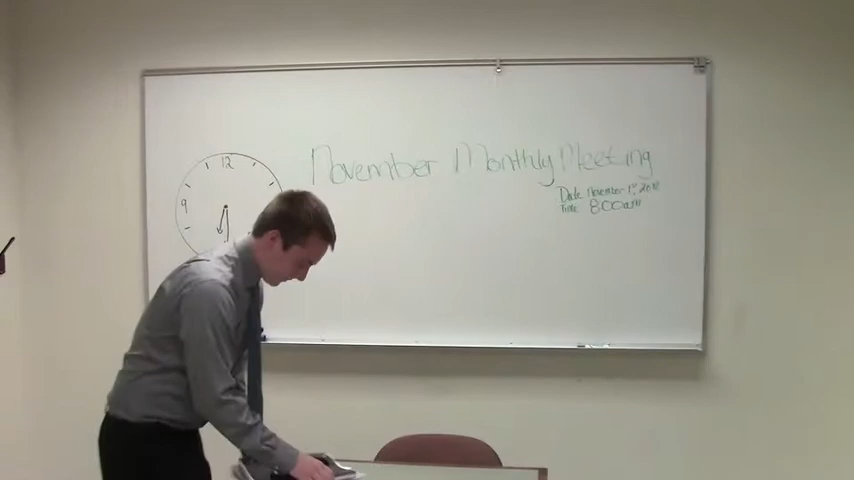 12
9
November Monthly Meeting
Date November 1st, 2011
Time 8:00am